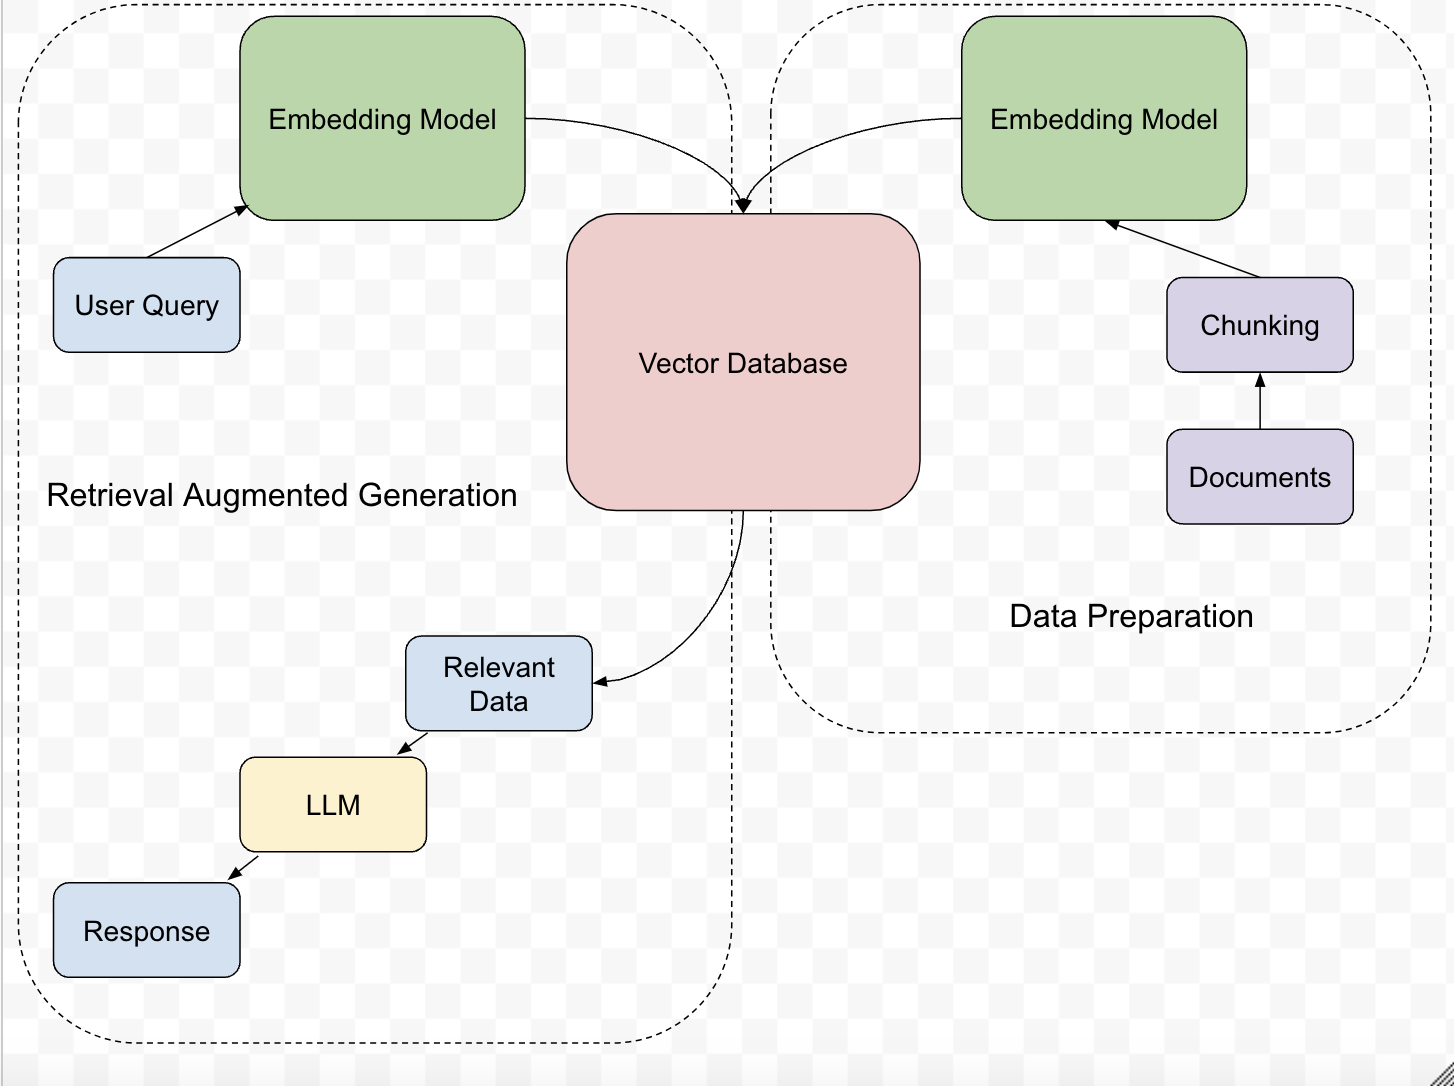 Embedding Model
Embedding Model
User Query
Vector Database
Chunking
Documents
Retrieval Augmented Generation
Data Preparation
Relevant
Data
LLM
Response